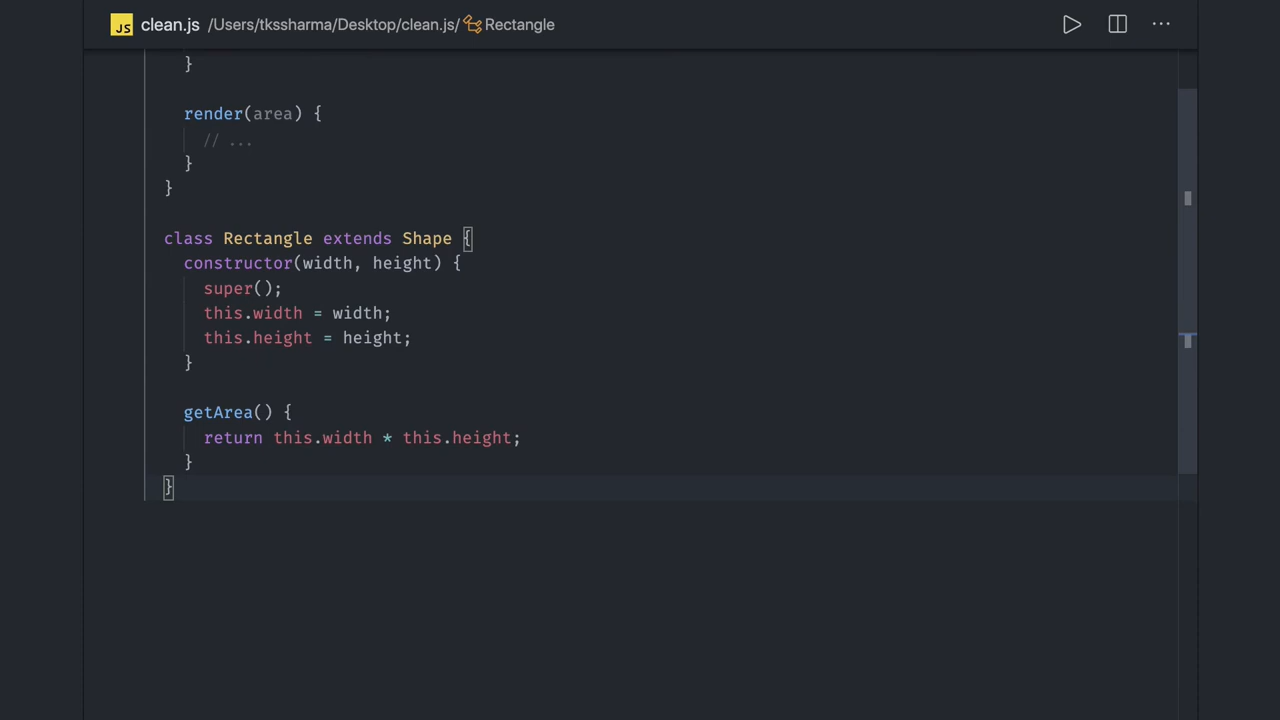 JS clean.js /Users/tkssharma/Desktop/clean.js/ Rectangle
}
render(area) {
// ...
}
}
class Rectangle extends Shape {
constructor(width, height) {
super();
this.width = width;
this.height = height;
}
getArea() {
return this.width * this.height;
}
}